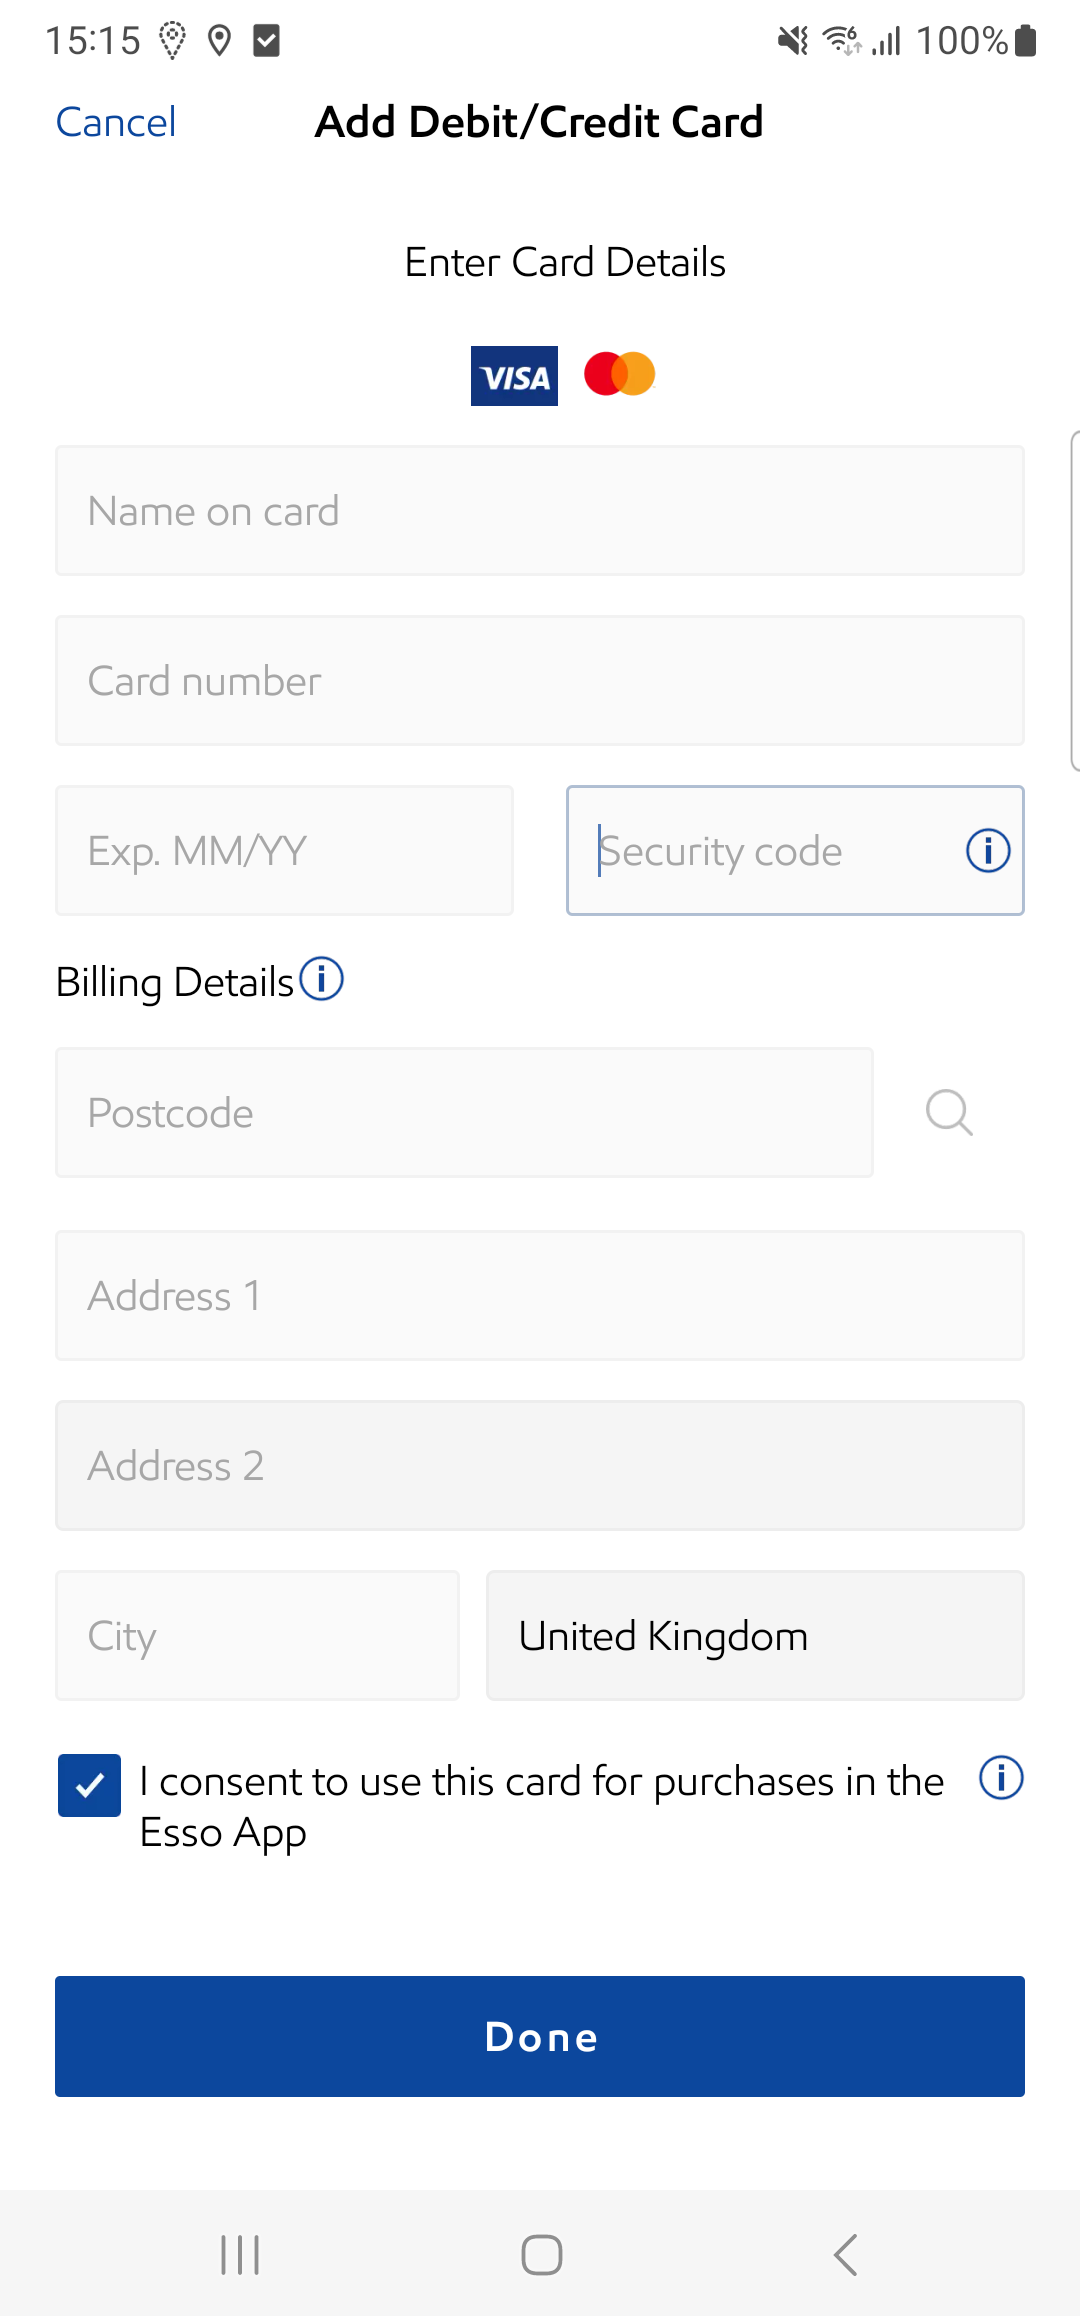 15:15 100%
Cancel Add Debit/Credit Card
Enter Card Details
VISA
Name on card
Card number
Exp. MM/YY Security code
Billing Details
Postcode
Address 1
Address 2
City United Kingdom
I consent to use this card for purchases in the
Esso App
Done